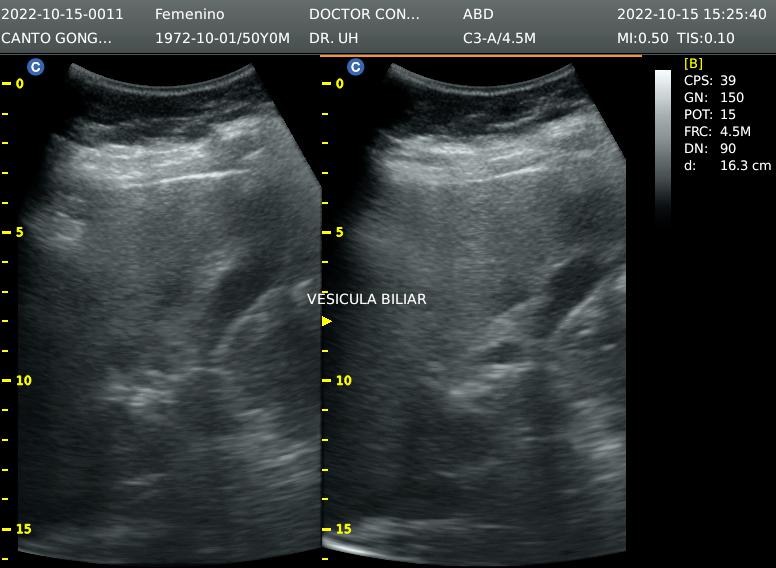 2022-10-15-0011 Femenino DOCTOR CON... ABD 2022-10-15 15:25:40
CANTO GONG... 1972-10-01/50Y0M DR. UH C3-A/4.5M MI:0.50 TIS:0.10
C C
[B]
0 0 CPS: 39
GN: 150
POT: 15
FRC: 4.5M
DN: 90
d: 16.3 cm
5 5
VESICULA BILIAR
10 10
15 15